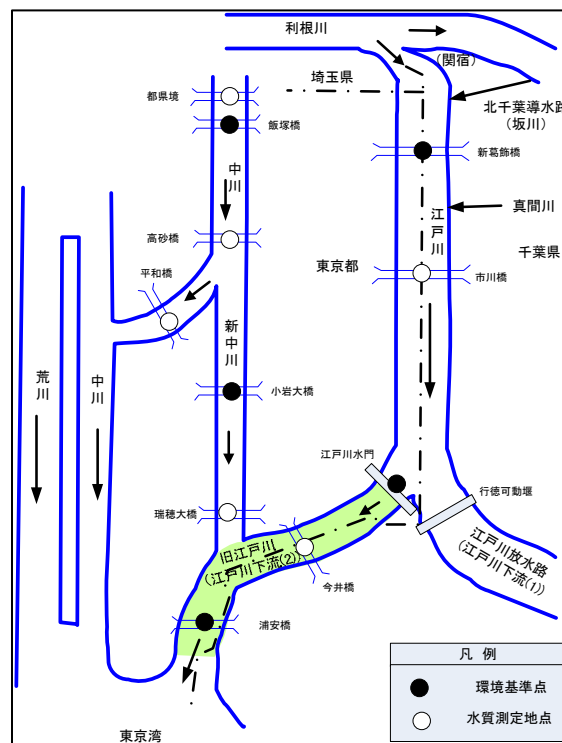 利根川
(関宿)
埼玉県
都県境
飯塚橋
北千葉導水路
(坂川)
新葛飾橋
中川
江戸川
真間川
高砂橋
東京都
千葉県
平和橋
市川橋
新中川
荒川
中川
小岩大橋
江戸川水門
行徳可動堰
瑞穂大橋
旧江戸川
(江戸川下流(2))
江戸川放水路
(江戸川下流(1))
今井橋
浦安橋
東京湾
凡 例
環境基準点
水質測定地点